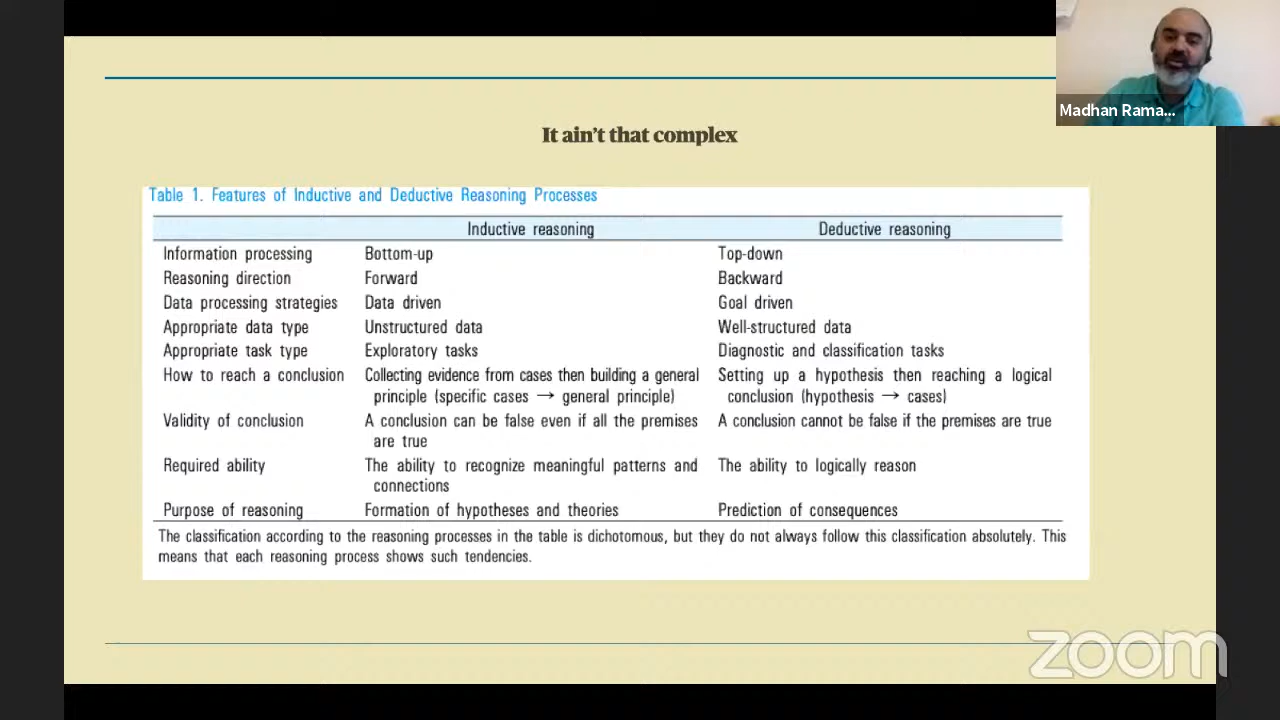 Madhan Rama...
It ain't that complex
Table 1. Features of Inductive and Deductive Reasoning Processes
Inductive reasoning Deductive reasoning
Information processing Bottom-up Top-down
Reasoning direction Forward Backward
Data processing strategies Data driven Goal driven
Appropriate data type Unstructured data Well-structured data
Appropriate task type Exploratory tasks Diagnostic and classification tasks
How to reach a conclusion Collecting evidence from cases then building a general Setting up a hypothesis then reaching a logical
principle (specific cases → general principle) conclusion (hypothesis → cases)
Validity of conclusion A conclusion can be false even if all the premises A conclusion cannot be false if the premises are true
are true
Required ability The ability to recognize meaningful patterns and The ability to logically reason
connections
Purpose of reasoning Formation of hypotheses and theories Prediction of consequences
The classification according to the reasoning processes in the table is dichotomous, but they do not always follow this classification absolutely. This
means that each reasoning process shows such tendencies.
zoom